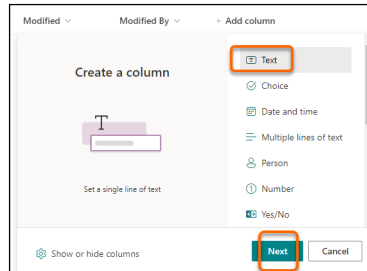 Modified
Modified By
+ Add column
Create a column
T
Set a single line of text
Text
Choice
Date and time
Multiple lines of text
Person
Number
Yes/No
Show or hide columns
Next
Cancel